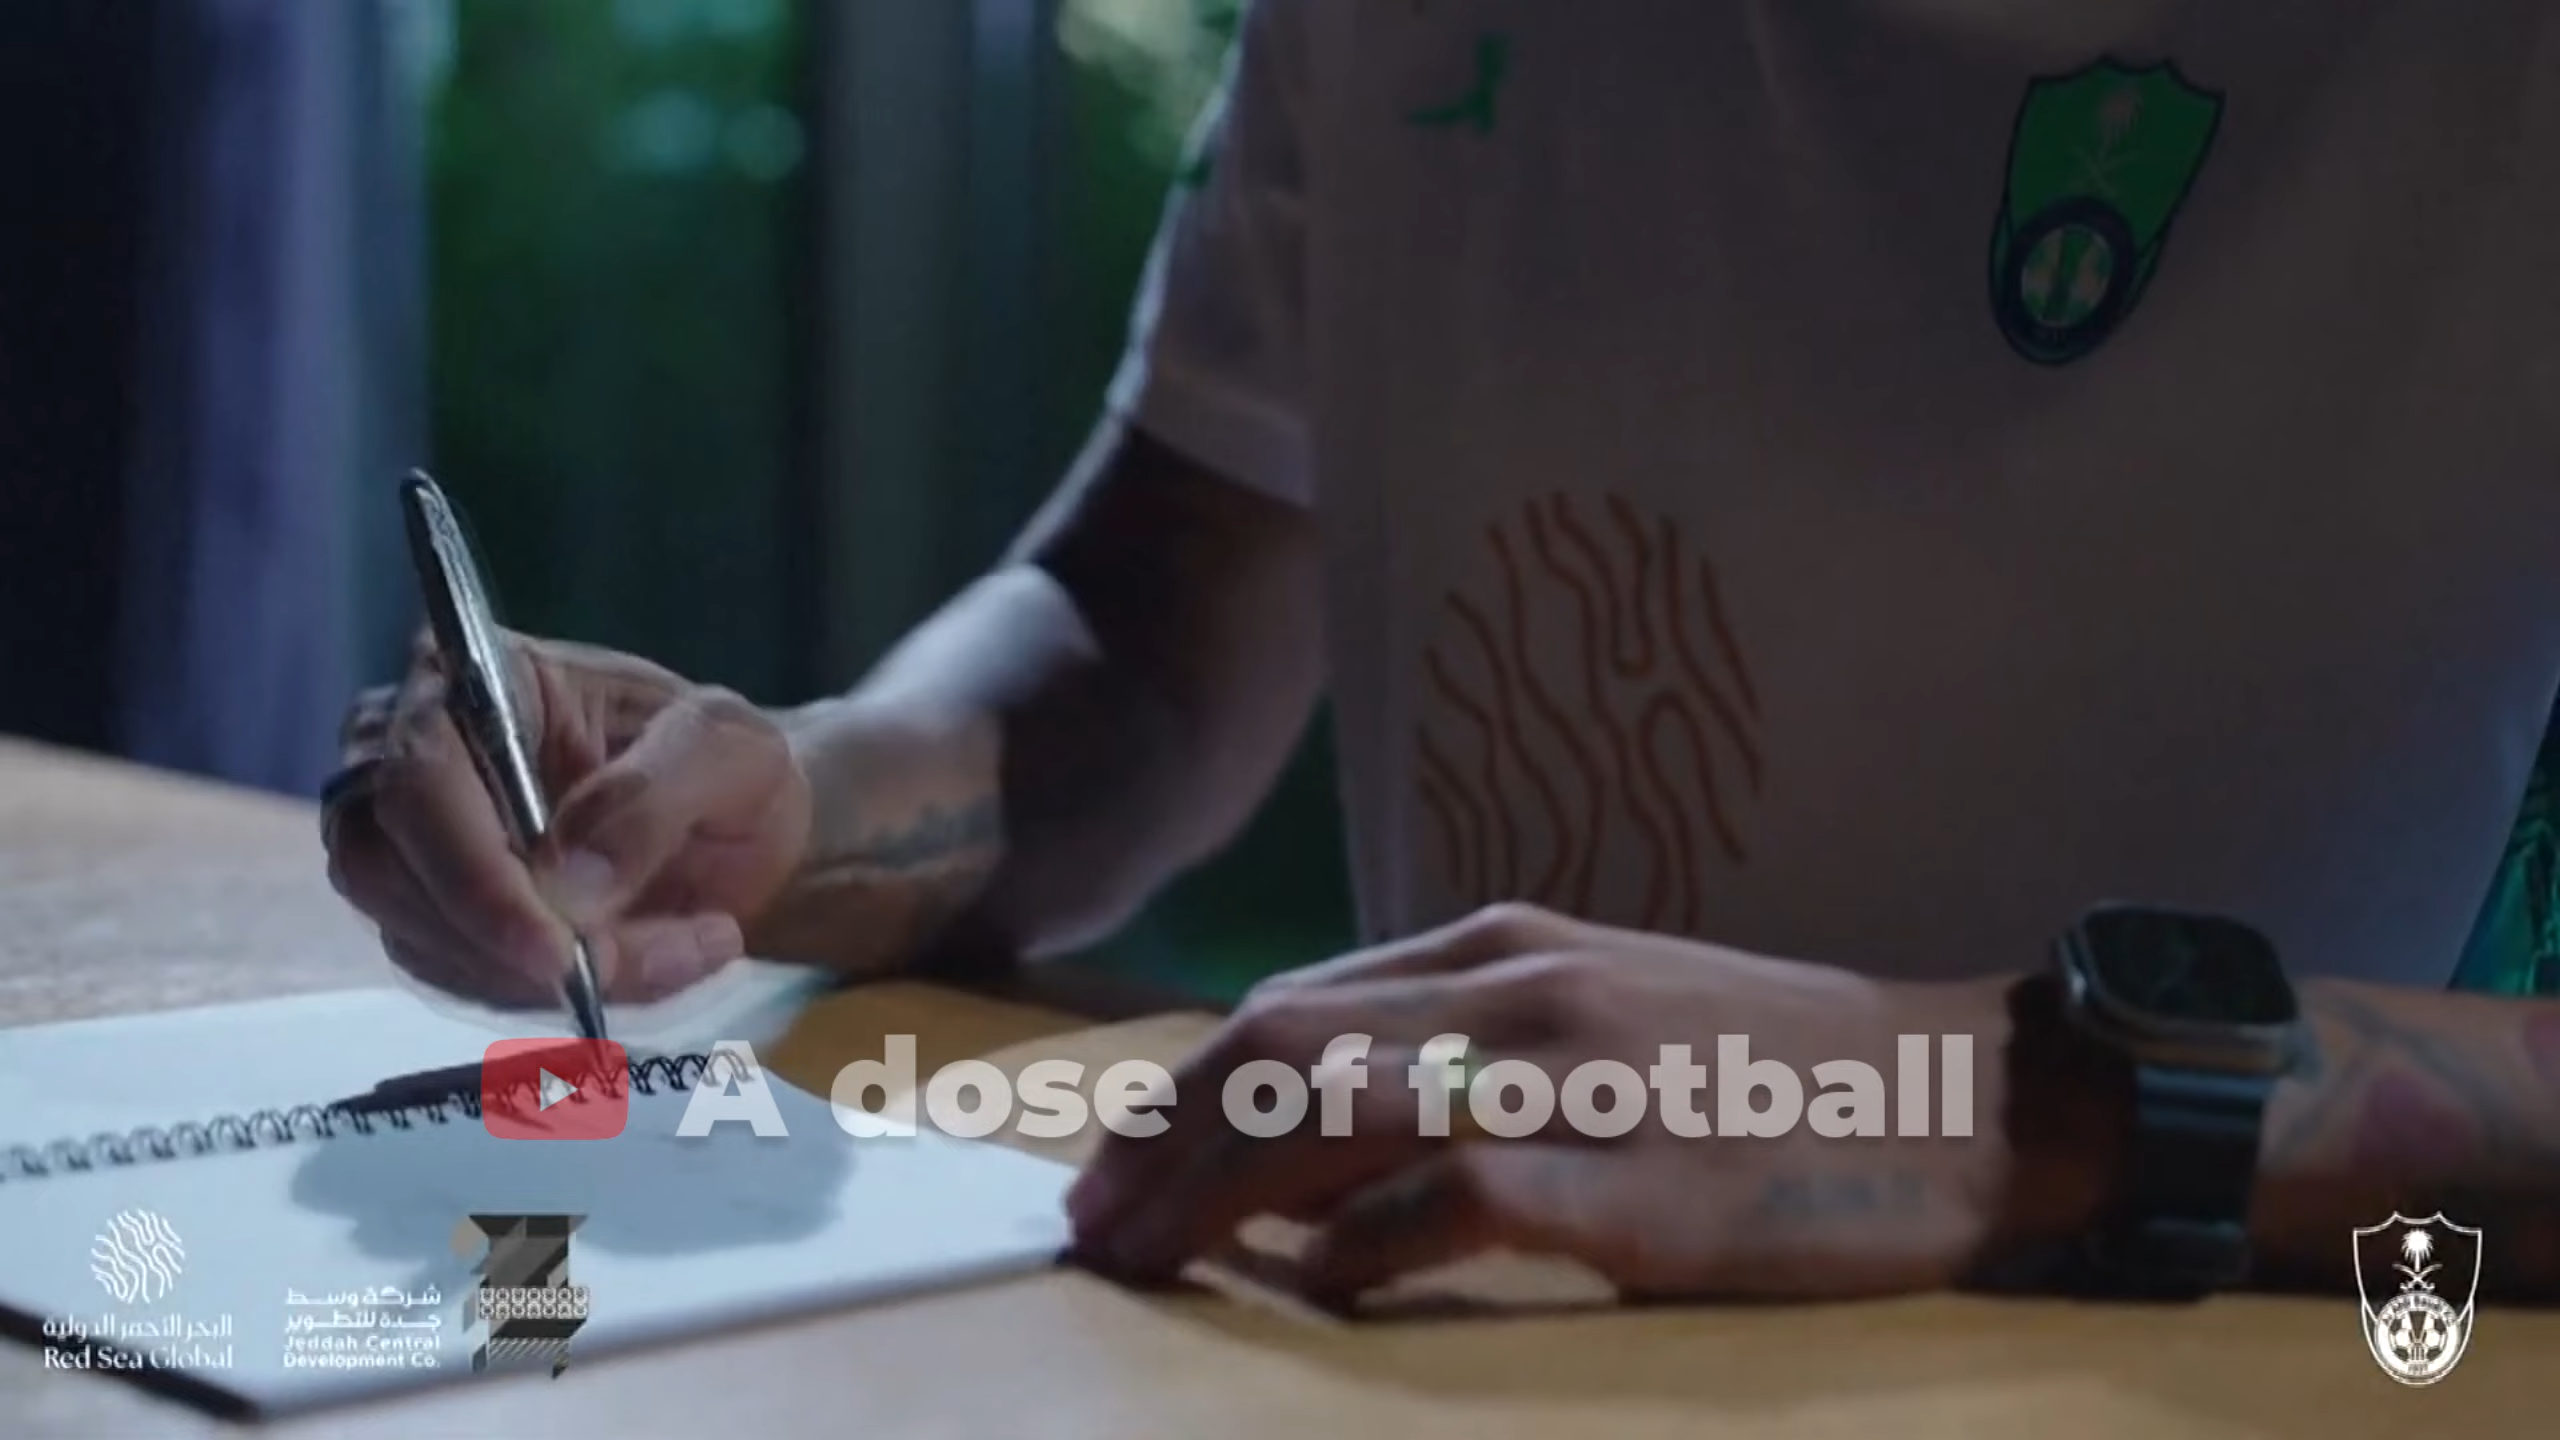 A dose of football
البحر الأحمر الدولية
Red Sea Global
شركة وسط
جدة للتطوير
Jeddah Central
Development Co.